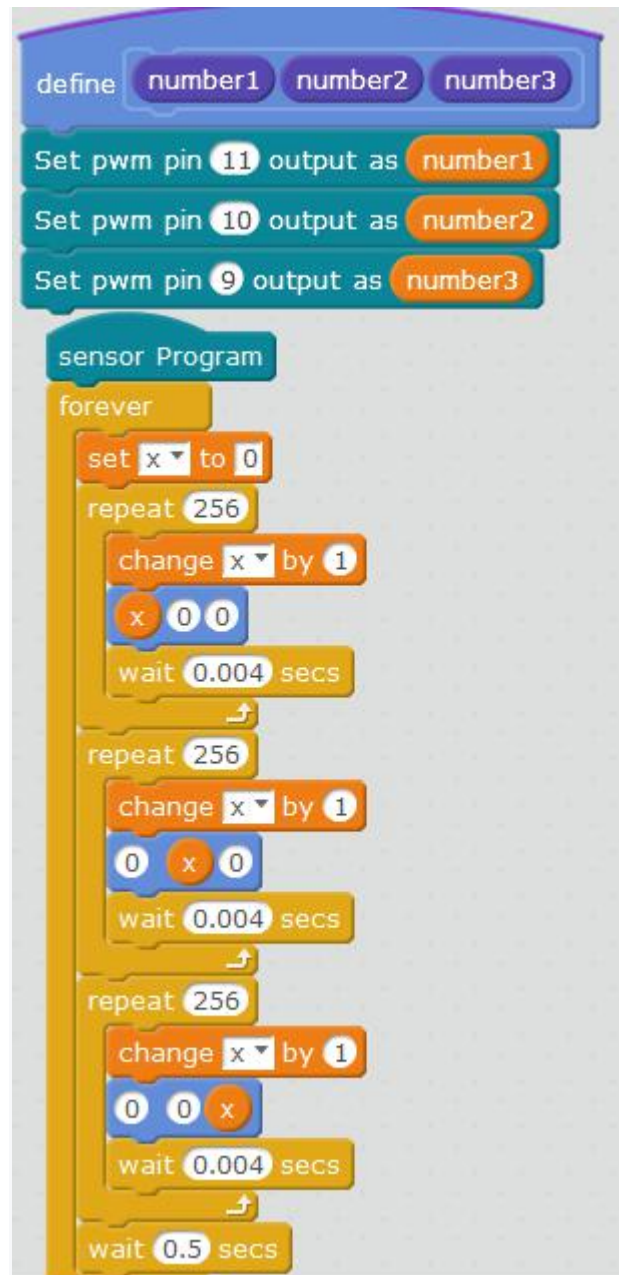 define number1 number2 number3
Set pwm pin 11 output as number1
Set pwm pin 10 output as number2
Set pwm pin 9 output as number3
sensor Program
forever
set x to 0
repeat 256
change x by 1
x 0 0
wait 0.004 secs
repeat 256
change x by 1
0 x 0
wait 0.004 secs
repeat 256
change x by 1
0 0 x
wait 0.004 secs
wait 0.5 secs